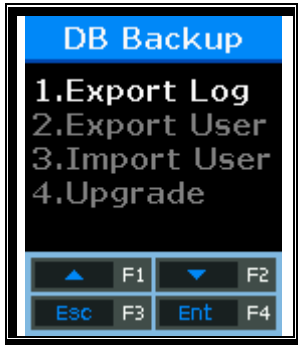 DB Backup
1.Export Log
2.Export User
3.Import User
4.Upgrade
F1 F2
Esc F3 Ent F4